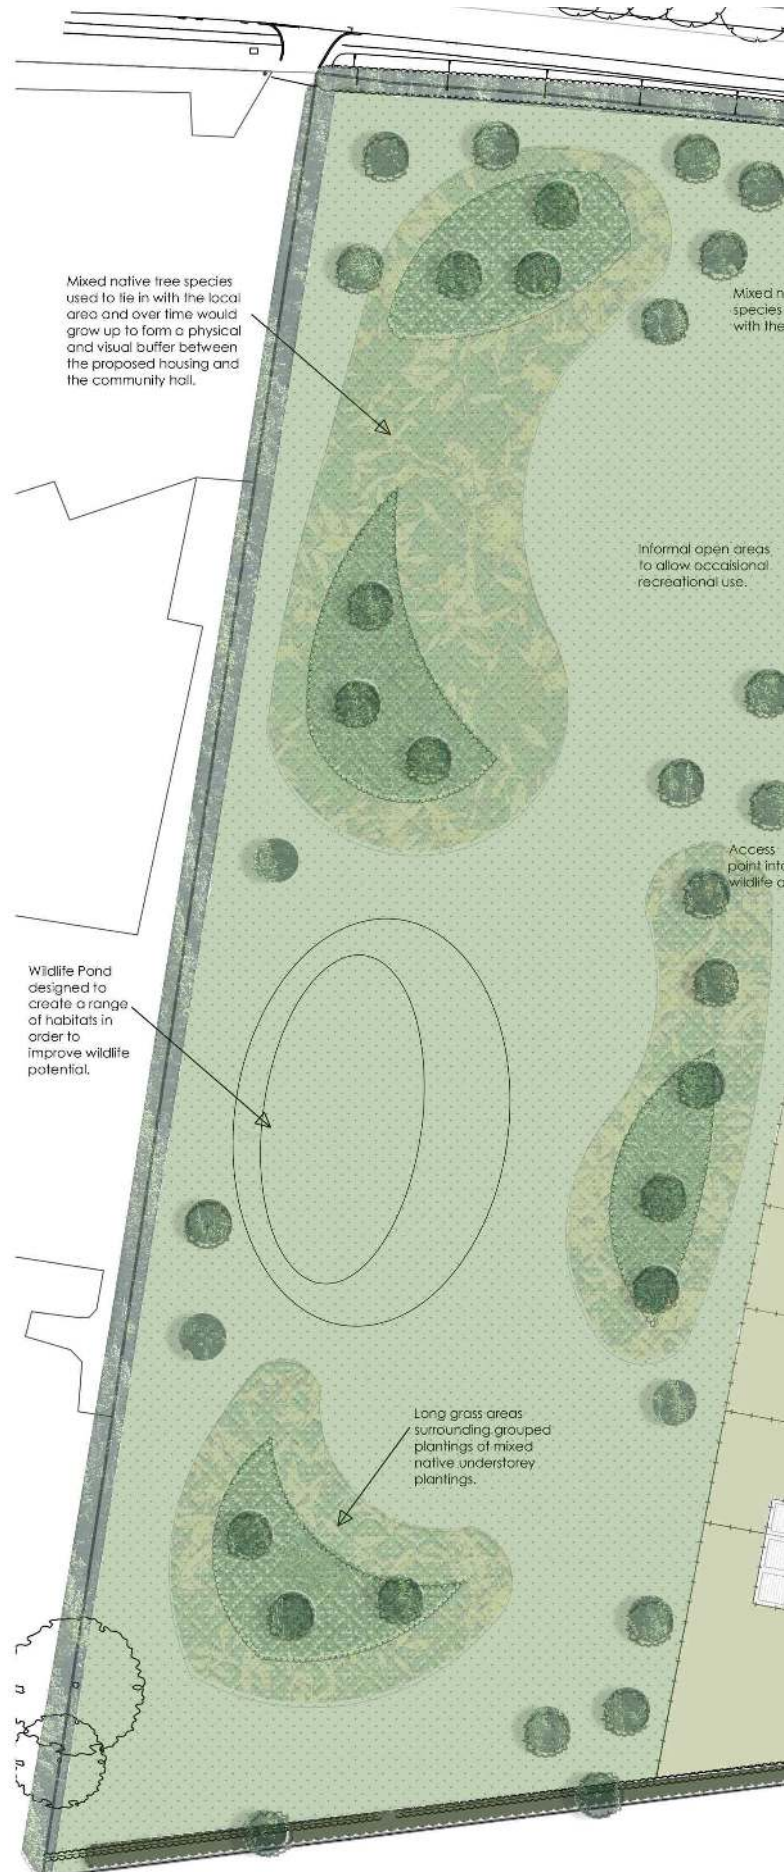 Mixed native tree species
used to tie in with the local
area and over time would
grow up to form a physical
and visual buffer between
the proposed housing and
the community hall.
Mixed n
species
with the
Informal open areas
to allow occaisional
recreational use.
Access
point into
wildlife a
Wildlife Pond
designed to
create a range
of habitats in
order to
improve wildlife
potential.
Long grass areas
surrounding grouped
plantings of mixed
native understorey
plantings.